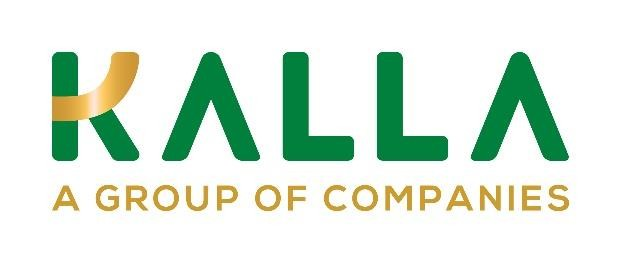 KALLA
A GROUP OF COMPANIES